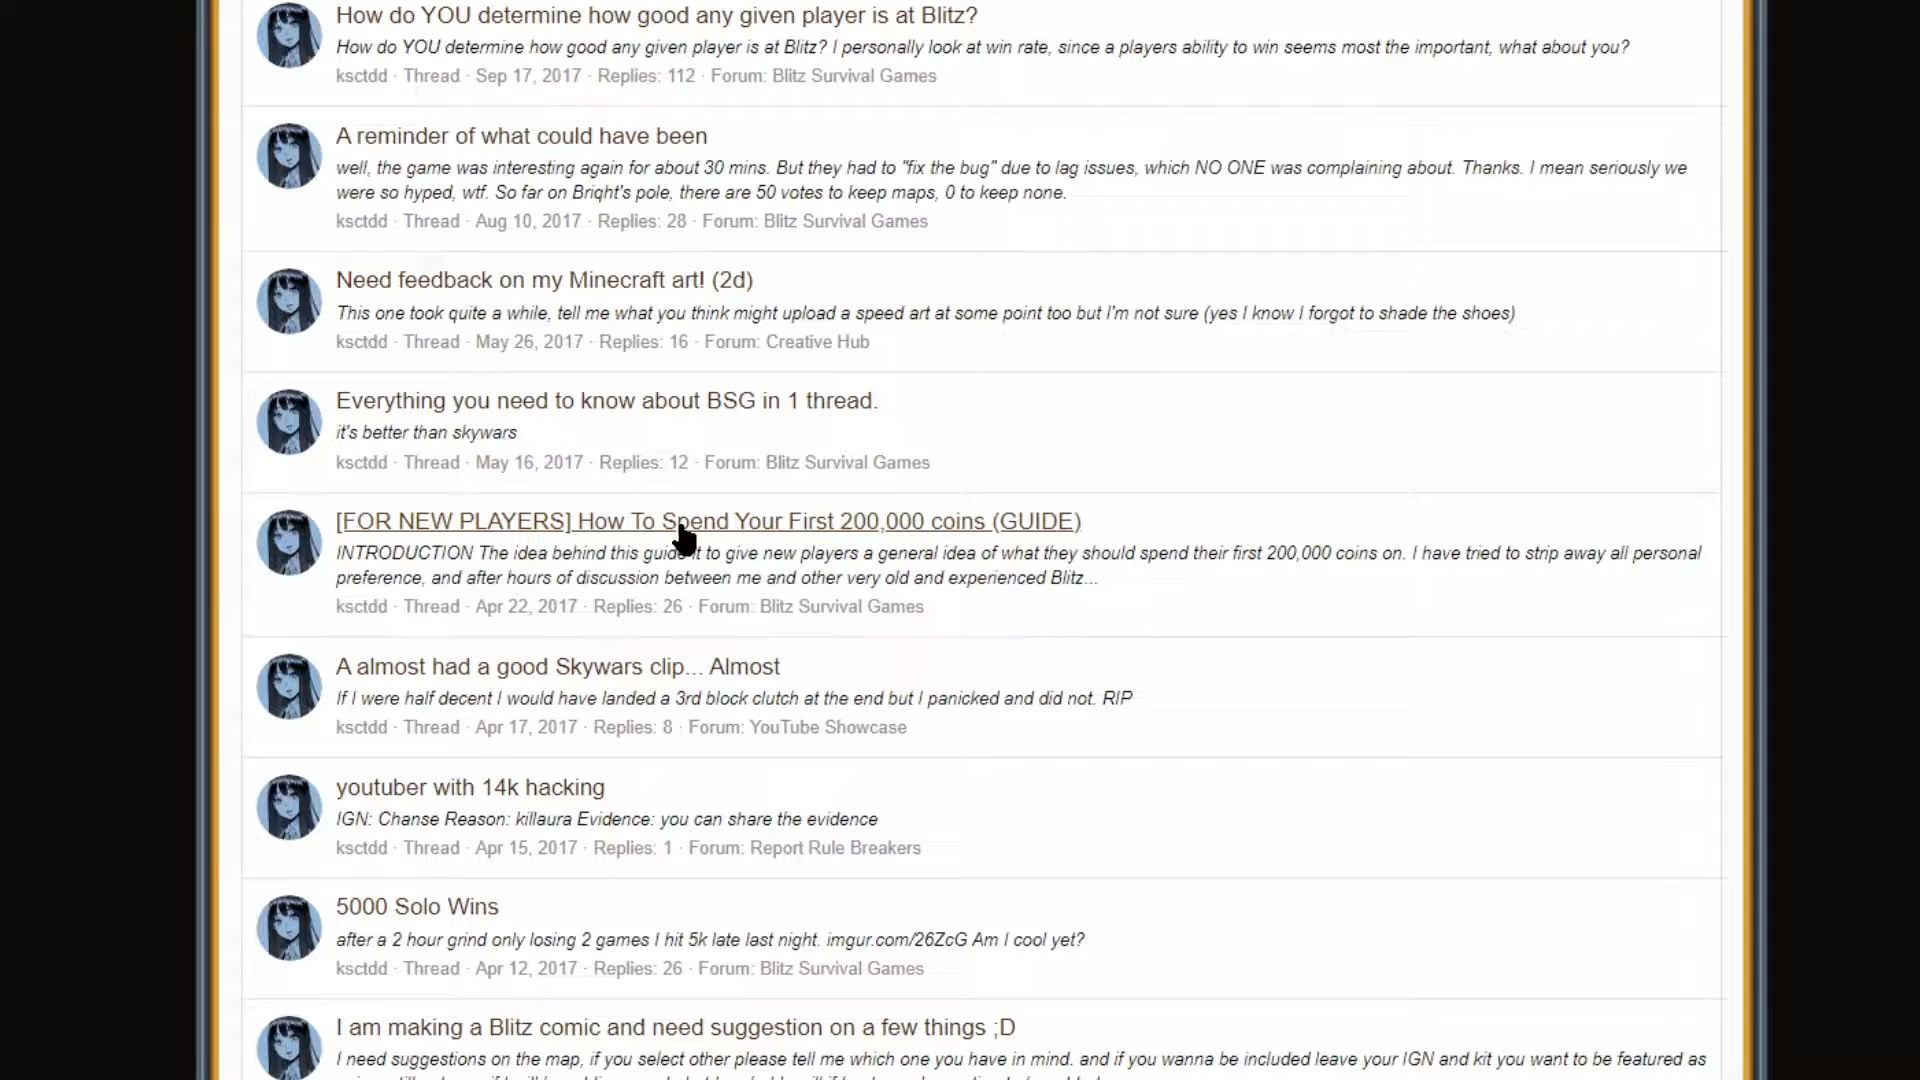 How do YOU determine how good any given player is at Blitz?
How do YOU determine how good any given player is at Blitz? I personally look at win rate, since a players ability to win seems most the important, what about you?
ksctdd · Thread · Sep 17, 2017 · Replies: 112 · Forum: Blitz Survival Games
A reminder of what could have been
well, the game was interesting again for about 30 mins. But they had to "fix the bug" due to lag issues, which NO ONE was complaining about. Thanks. I mean seriously we
were so hyped, wtf. So far on Bright's pole, there are 50 votes to keep maps, 0 to keep none.
ksctdd · Thread · Aug 10, 2017 · Replies: 28 · Forum: Blitz Survival Games
Need feedback on my Minecraft art! (2d)
This one took quite a while, tell me what you think might upload a speed art at some point too but I'm not sure (yes I know I forgot to shade the shoes)
ksctdd · Thread · May 26, 2017 · Replies: 16 · Forum: Creative Hub
Everything you need to know about BSG in 1 thread.
it's better than skywars
ksctdd · Thread · May 16, 2017 · Replies: 12 · Forum: Blitz Survival Games
[FOR NEW PLAYERS] How To Spend Your First 200,000 coins (GUIDE)
INTRODUCTION The idea behind this guide to give new players a general idea of what they should spend their first 200,000 coins on. I have tried to strip away all personal
preference, and after hours of discussion between me and other very old and experienced Blitz...
ksctdd · Thread · Apr 22, 2017 · Replies: 26 · Forum: Blitz Survival Games
A almost had a good Skywars clip... Almost
If I were half decent I would have landed a 3rd block clutch at the end but I panicked and did not. RIP
ksctdd · Thread · Apr 17, 2017 · Replies: 8 · Forum: YouTube Showcase
youtuber with 14k hacking
IGN: Chanse Reason: killaura Evidence: you can share the evidence
ksctdd · Thread · Apr 15, 2017 · Replies: 1 · Forum: Report Rule Breakers
5000 Solo Wins
after a 2 hour grind only losing 2 games I hit 5k late last night. imgur.com/26ZcG Am I cool yet?
ksctdd · Thread · Apr 12, 2017 · Replies: 26 · Forum: Blitz Survival Games
I am making a Blitz comic and need suggestion on a few things ;D
I need suggestions on the map, if you select other please tell me which one you have in mind. and if you wanna be included leave your IGN and kit you want to be featured as